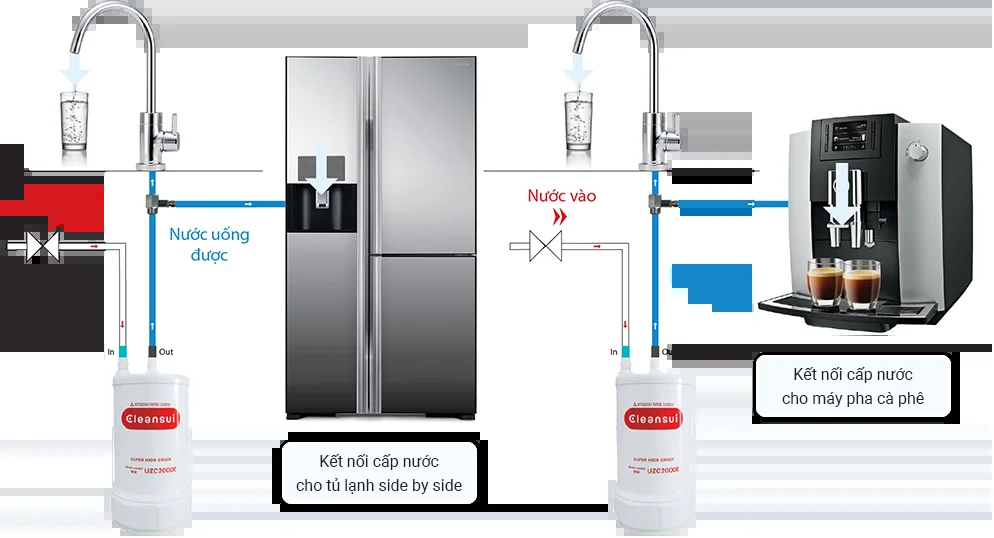 Nước vào
Nước uống
được
In
Out
In
Ou
Cleansui
SUPER HIGH GRADE
UZC2000E
Cleansui
SUPER HIGH GRADE
UZC2000E
Kết nối cấp nước
cho tủ lạnh side by side
Kết nối cấp nước
cho máy pha cà phê